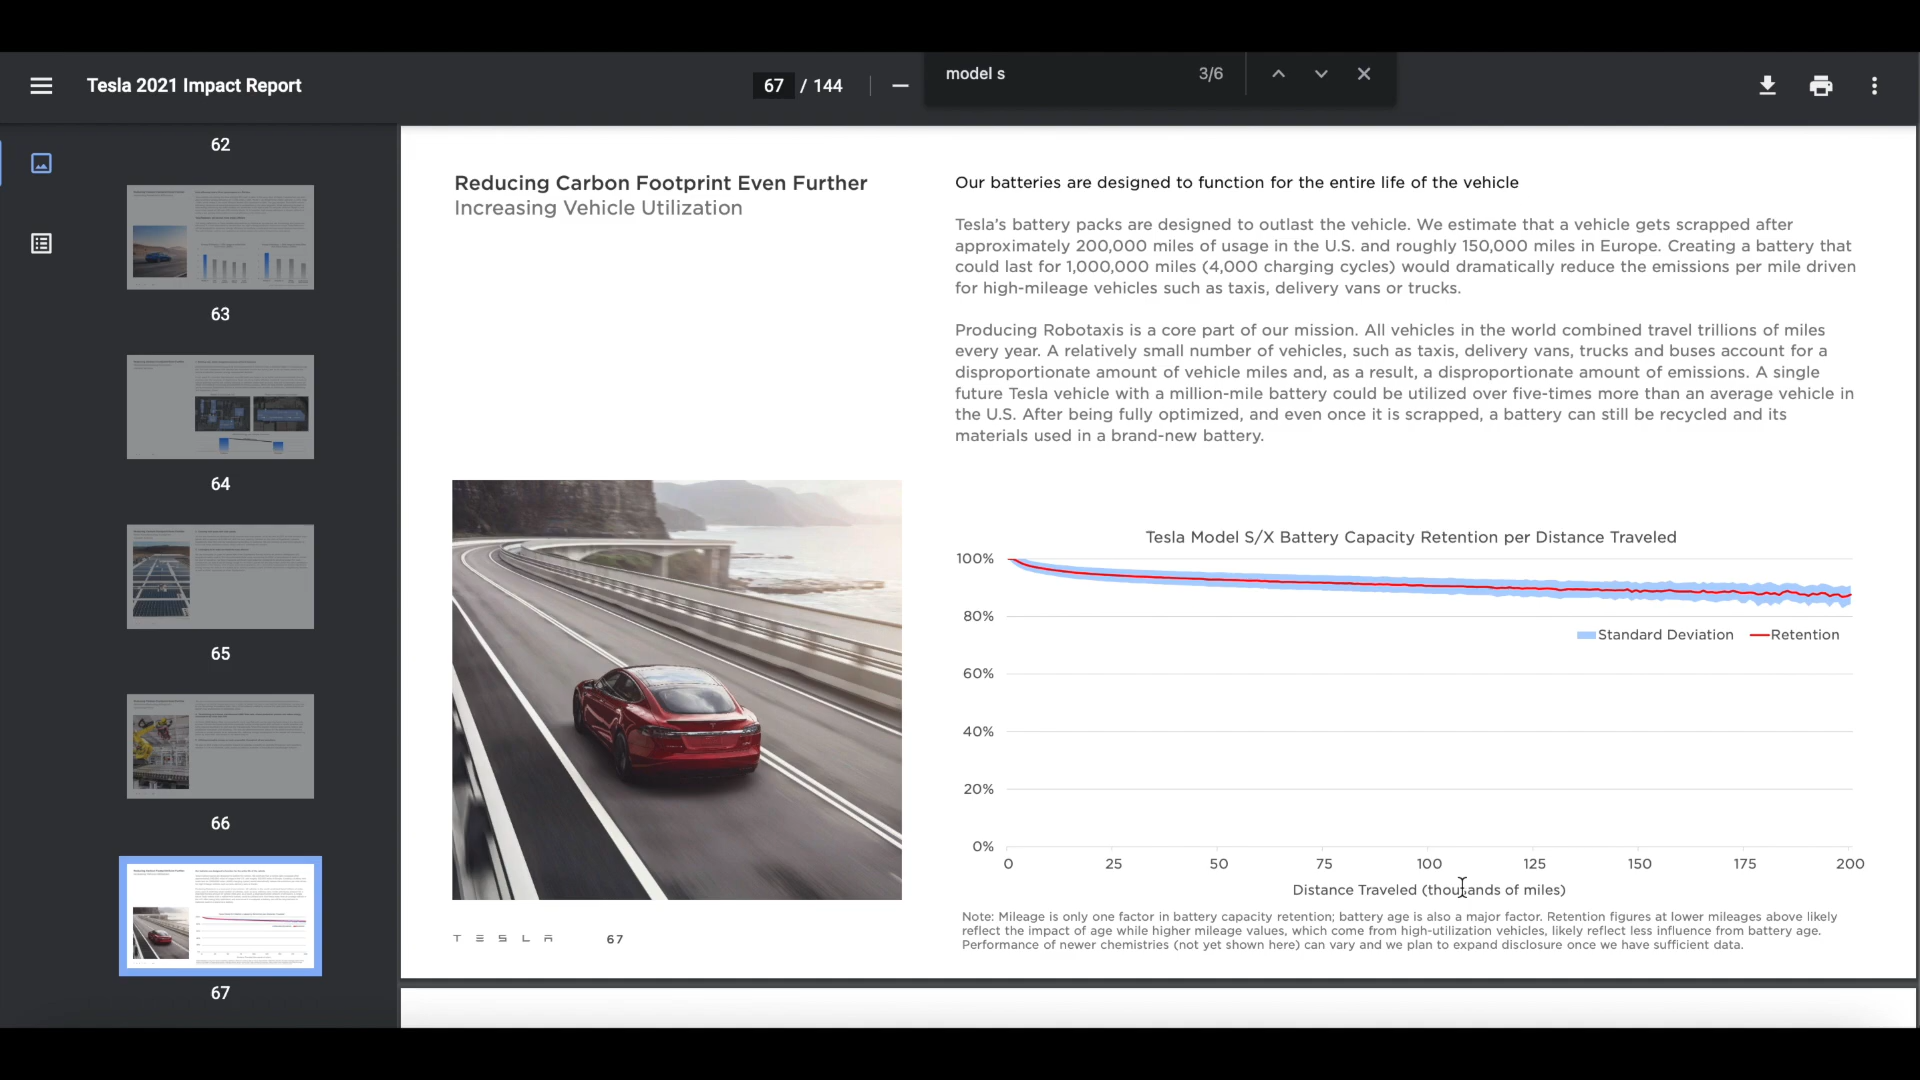 Tesla 2021 Impact Report
67 / 144
model s
3/6
62
63
64
65
66
67
Reducing Carbon Footprint Even Further
Increasing Vehicle Utilization
Our batteries are designed to function for the entire life of the vehicle
Tesla's battery packs are designed to outlast the vehicle. We estimate that a vehicle gets scrapped after
approximately 200,000 miles of usage in the U.S. and roughly 150,000 miles in Europe. Creating a battery that
could last for 1,000,000 miles (4,000 charging cycles) would dramatically reduce the emissions per mile driven
for high-mileage vehicles such as taxis, delivery vans or trucks.
Producing Robotaxis is a core part of our mission. All vehicles in the world combined travel trillions of miles
every year. A relatively small number of vehicles, such as taxis, delivery vans, trucks and buses account for a
disproportionate amount of vehicle miles and, as a result, a disproportionate amount of emissions. A single
future Tesla vehicle with a million-mile battery could be utilized over five-times more than an average vehicle in
the U.S. After being fully optimized, and even once it is scrapped, a battery can still be recycled and its
materials used in a brand-new battery.
Tesla Model S/X Battery Capacity Retention per Distance Traveled
100%
80%
Standard Deviation Retention
60%
40%
20%
0%
0 25 50 75 100 125 150 175 200
Distance Traveled (thousands of miles)
Note: Mileage is only one factor in battery capacity retention; battery age is also a major factor. Retention figures at lower mileages above likely
reflect the impact of age while higher mileage values, which come from high-utilization vehicles, likely reflect less influence from battery age.
Performance of newer chemistries (not yet shown here) can vary and we plan to expand disclosure once we have sufficient data.
TESLA 67